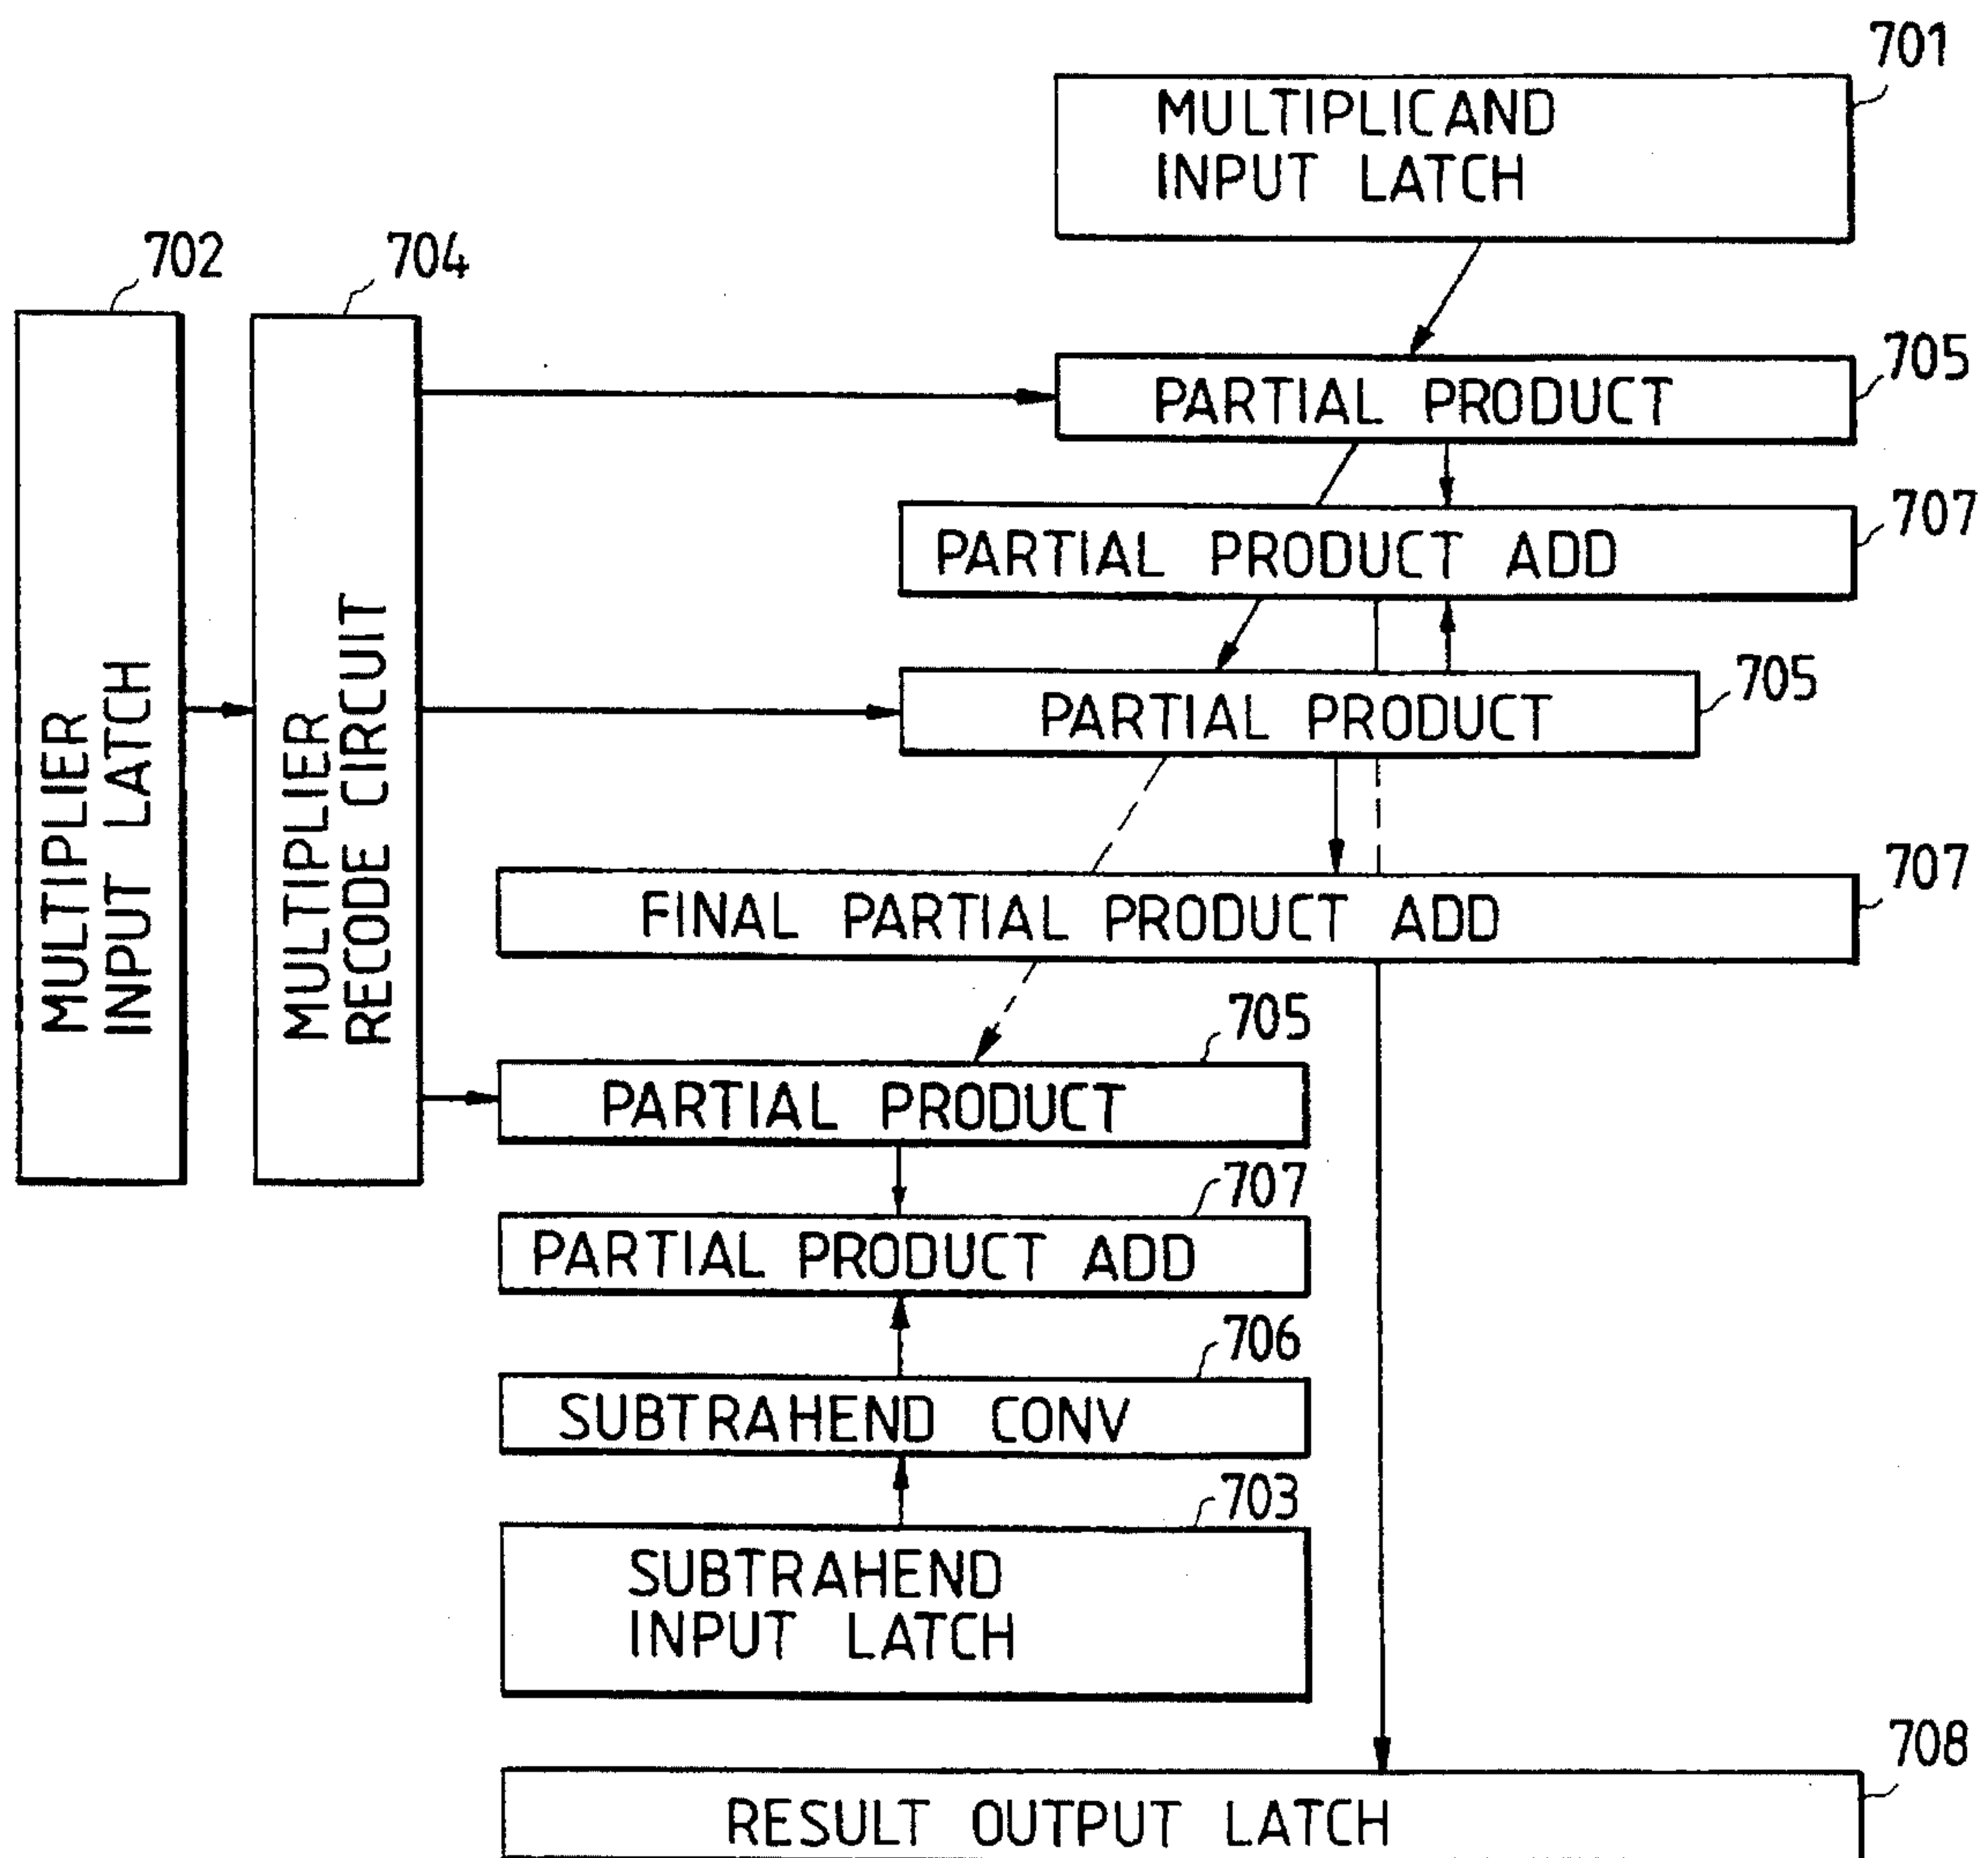 701
MULTIPLICAND
INPUT LATCH
702
704
705
PARTIAL PRODUCT
707
PARTIAL PRODUCT ADD
MULTIPLIER
INPUT LATCH
MULTIPLIER
RECODE CIRCUIT
705
PARTIAL PRODUCT
707
FINAL PARTIAL PRODUCT ADD
705
PARTIAL PRODUCT
707
PARTIAL PRODUCT ADD
706
SUBTRAHEND CONV
703
SUBTRAHEND
INPUT LATCH
708
RESULT OUTPUT LATCH